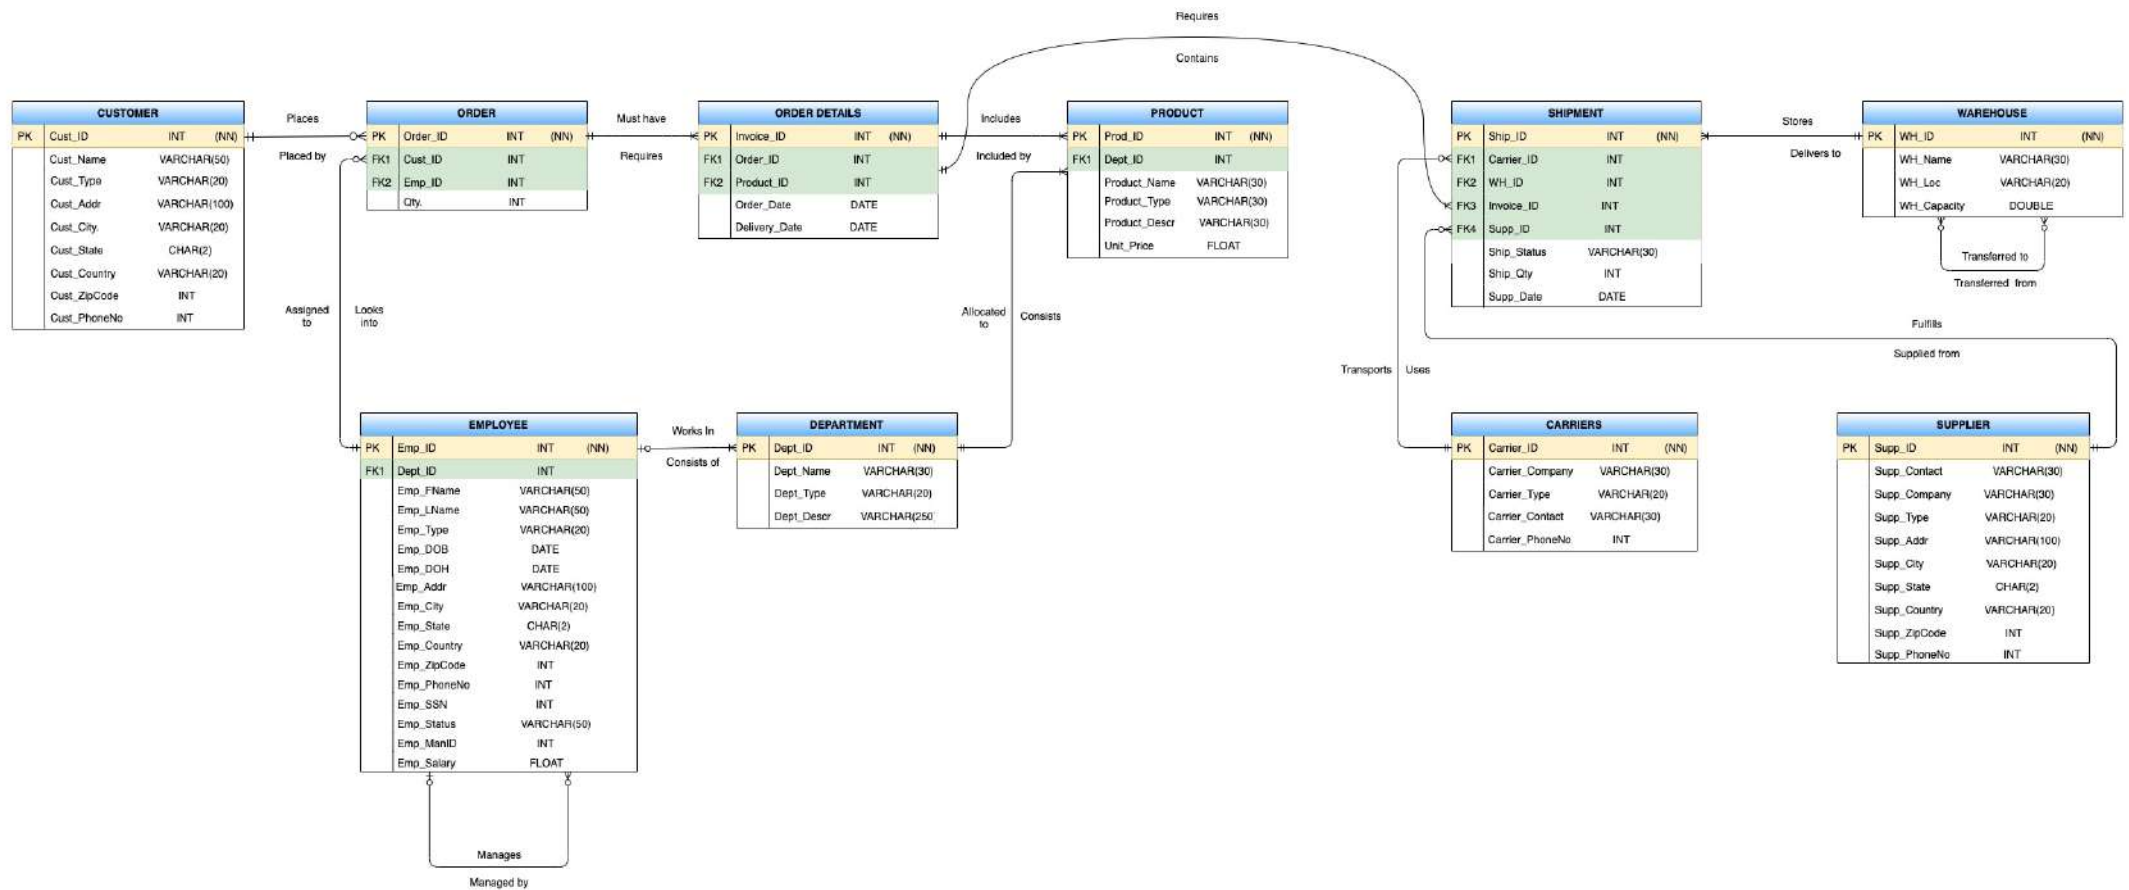 Requires
Contains
CUSTOMER
PK Cust_ID INT (NN)
Cust_Name VARCHAR(50)
Cust_Type VARCHAR(20)
Cust_Addr VARCHAR(100)
Cust_City. VARCHAR(20)
Cust_State CHAR(2)
Cust_Country VARCHAR(20)
Cust_ZipCode INT
Cust_PhoneNo INT
Places
Placed by
ORDER
PK Order_ID INT (NN)
FK1 Cust_ID INT
FK2 Emp_ID INT
Qty. INT
Must have
Requires
ORDER DETAILS
PK Invoice_ID INT (NN)
FK1 Order_ID INT
FK2 Product_ID INT
Order_Date DATE
Delivery_Date DATE
Includes
Included by
PRODUCT
PK Prod_ID INT (NN)
FK1 Dept_ID INT
Product_Name VARCHAR(30)
Product_Type VARCHAR(30)
Product_Descr VARCHAR(30)
Unit_Price FLOAT
SHIPMENT
PK Ship_ID INT (NN)
FK1 Carrier_ID INT
FK2 WH_ID INT
FK3 Invoice_ID INT
FK4 Supp_ID INT
Ship_Status VARCHAR(30)
Ship_Qty INT
Supp_Date DATE
Stores
Delivers to
WAREHOUSE
PK WH_ID INT (NN)
WH_Name VARCHAR(30)
WH_Loc VARCHAR(20)
WH_Capacity DOUBLE
Transferred to
Transferred from
Assigned
to
Looks
into
Allocated
to
Consists
Fulfills
Supplied from
Transports
Uses
EMPLOYEE
PK Emp_ID INT (NN)
FK1 Dept_ID INT
Emp_FName VARCHAR(50)
Emp_LName VARCHAR(50)
Emp_Type VARCHAR(20)
Emp_DOB DATE
Emp_DOH DATE
Emp_Addr VARCHAR(100)
Emp_City VARCHAR(20)
Emp_State CHAR(2)
Emp_Country VARCHAR(20)
Emp_ZipCode INT
Emp_PhoneNo INT
Emp_SSN INT
Emp_Status VARCHAR(50)
Emp_ManID INT
Emp_Salary FLOAT
Works In
Consists of
DEPARTMENT
PK Dept_ID INT (NN)
Dept_Name VARCHAR(30)
Dept_Type VARCHAR(20)
Dept_Descr VARCHAR(250
CARRIERS
PK Carrier_ID INT (NN)
Carrier_Company VARCHAR(30)
Carrier_Type VARCHAR(20)
Carrier_Contact VARCHAR(30)
Carrier_PhoneNo INT
SUPPLIER
PK Supp_ID INT (NN)
Supp_Contact VARCHAR(30)
Supp_Company VARCHAR(30)
Supp_Type VARCHAR(20)
Supp_Addr VARCHAR(100)
Supp_City VARCHAR(20)
Supp_State CHAR(2)
Supp_Country VARCHAR(20)
Supp_ZipCode INT
Supp_PhoneNo INT
Manages
Managed by